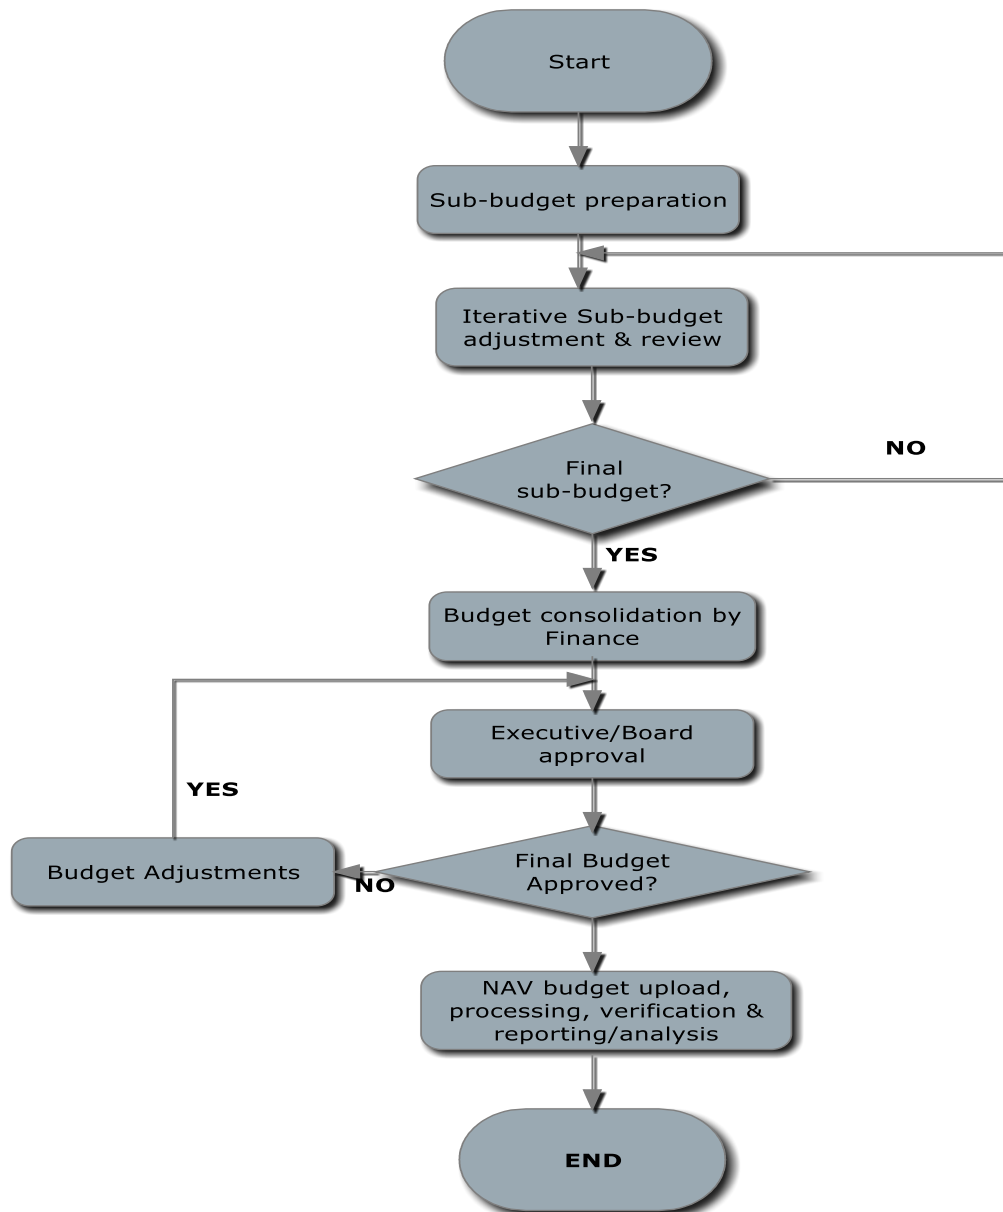 Start
Sub-budget preparation
Iterative Sub-budget
adjustment & review
Final
sub-budget?
NO
YES
Budget consolidation by
Finance
Executive/Board
approval
YES
Budget Adjustments
NO
Final Budget
Approved?
NAV budget upload,
processing, verification &
reporting/analysis
END